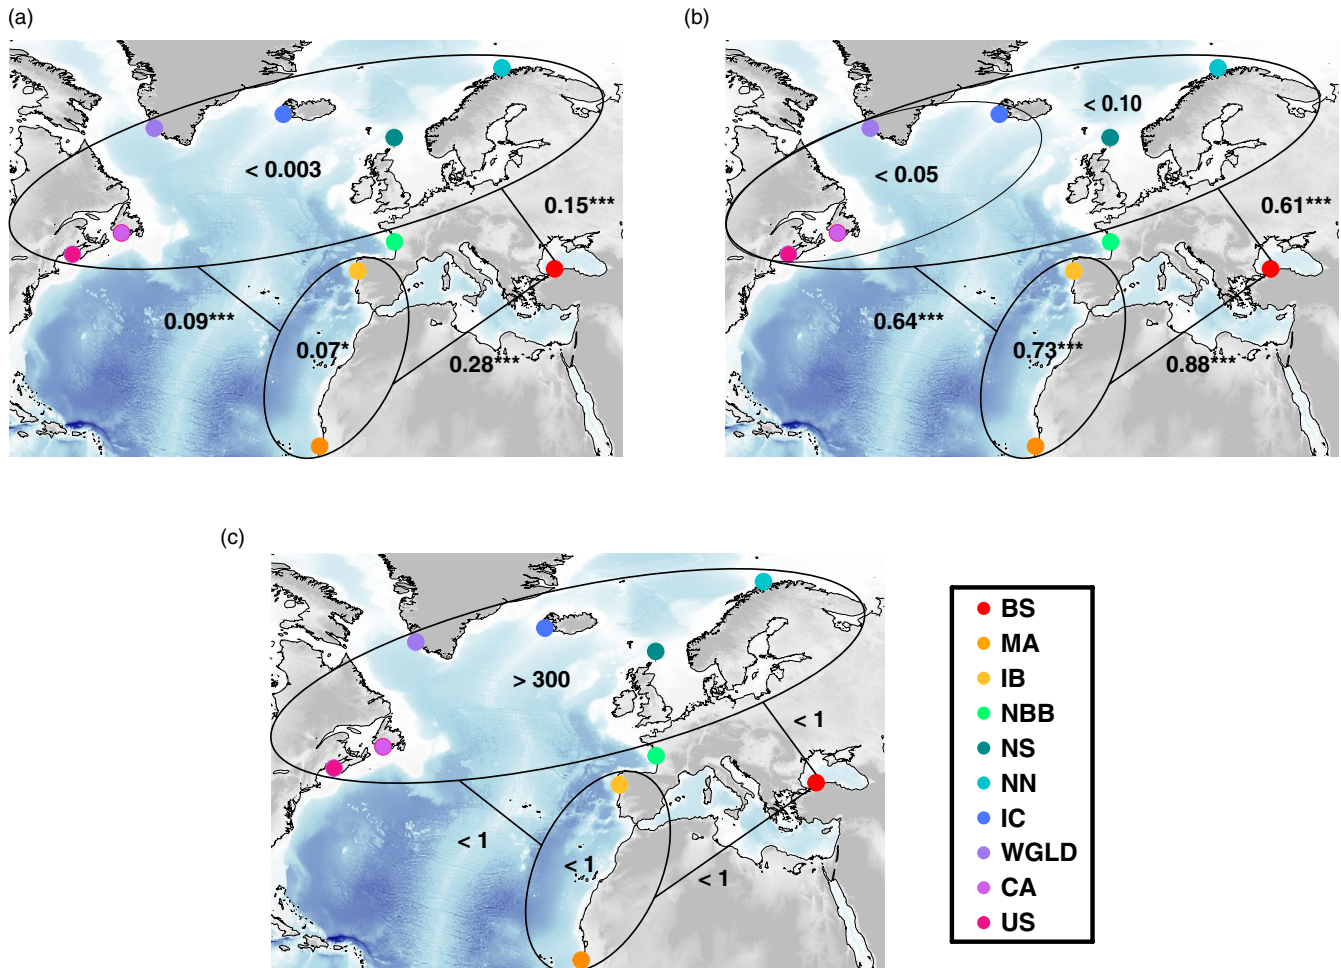 (a)
< 0.003
0.15***
0.09***
0.07*
0.28***
(b)
< 0.10
< 0.05
0.61***
0.64***
0.73***
0.88***
(c)
> 300
< 1
< 1
< 1
< 1
BS
MA
IB
NBB
NS
NN
IC
WGLD
CA
US